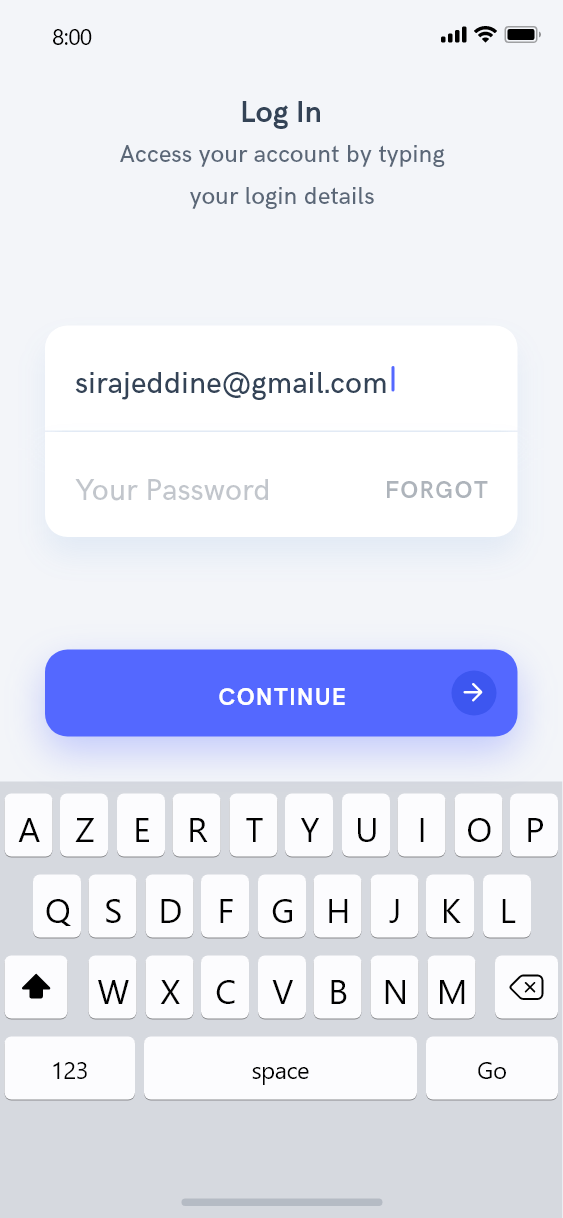 8:00
Log In
Access your account by typing
your login details
sirajeddine@gmail.com
Your Password FORGOT
CONTINUE
A Z E R T Y U I O P
Q S D F G H J K L
W X C V B N M
123 space Go